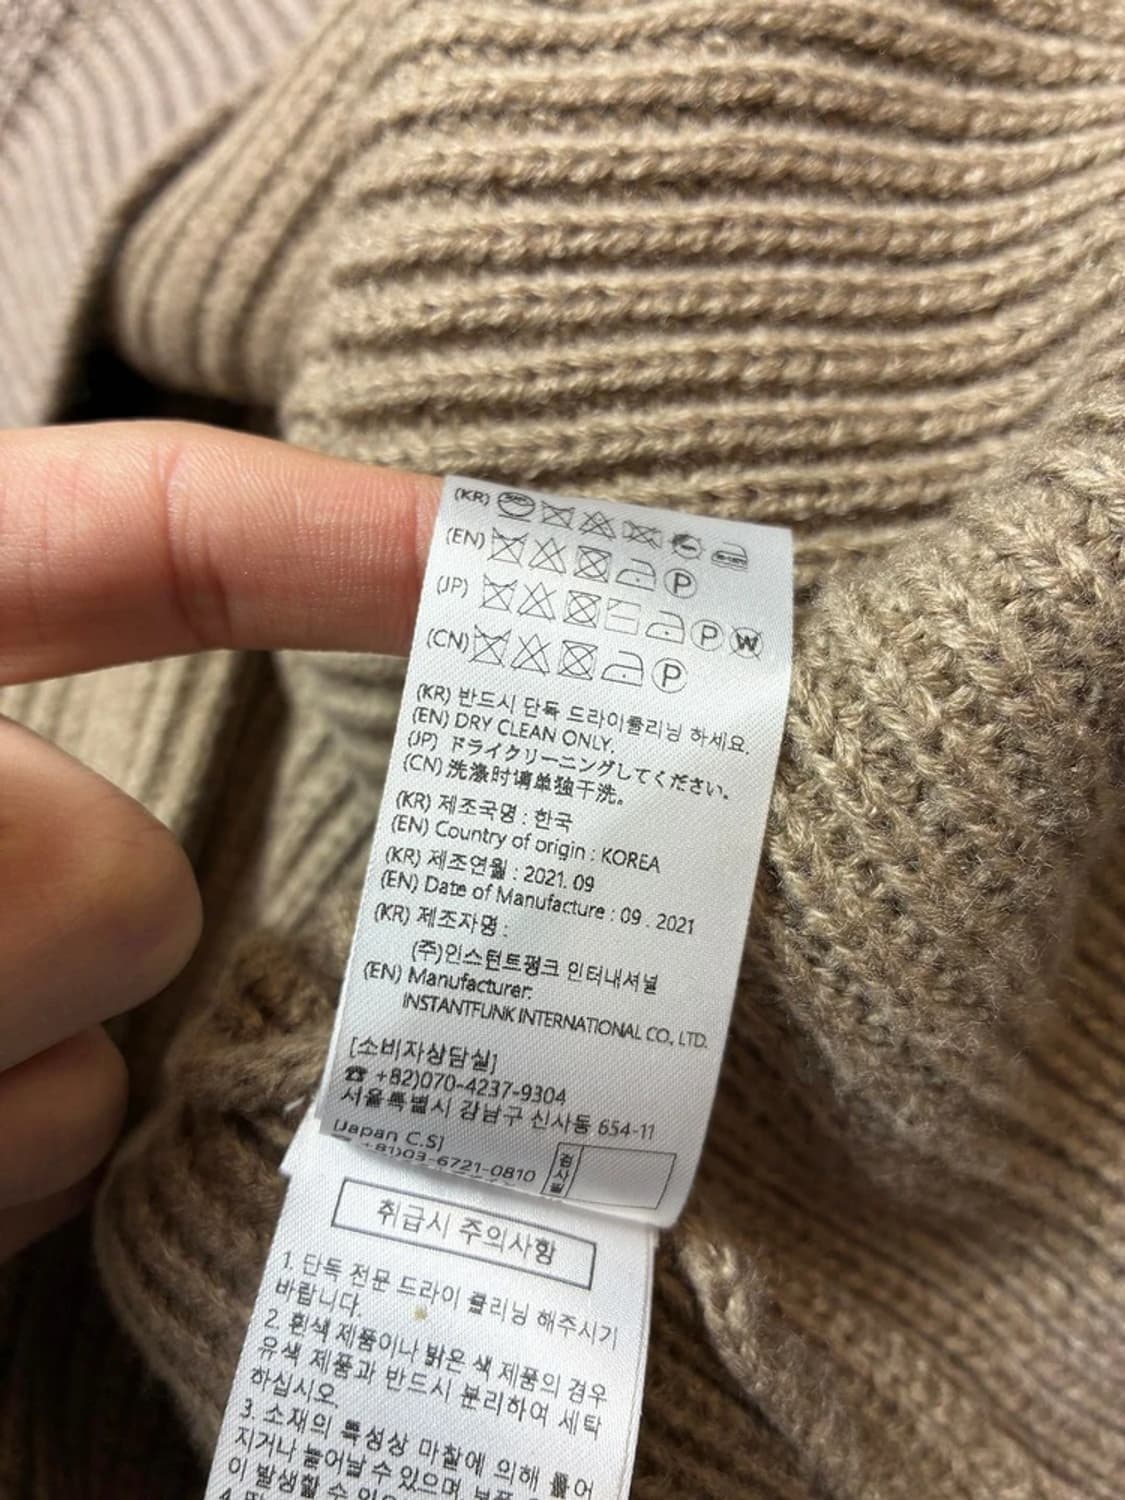 (KR)
(EN) P
(JP) P W
(CN) P
(KR) 반드시 단독 드라이클리닝 하세요.
(EN) DRY CLEAN ONLY.
(JP) ドライクリーニングしてください。
(CN) 洗涤时请单独干洗。
(KR) 제조국명 : 한국
(EN) Country of origin : KOREA
(KR) 제조연월 : 2021. 09
(EN) Date of Manufacture : 09 . 2021
(KR) 제조자명 :
(주)인스턴트펑크 인터내셔널
(EN) Manufacturer:
INSTANTFUNK INTERNATIONAL CO., LTD.
[소비자상담실]
☎ +82)070-4237-9304
서울특별시 강남구 신사동 654-11
[Japan C.S]
+81)03-6721-0810
검사필
취급시 주의사항
1. 단독 전문 드라이 클리닝 해주시기
바랍니다.
2. 흰색 제품이나 밝은 색 제품의 경우
유색 제품과 반드시 분리하여 세탁
하십시오.
3. 소재의 특성상 마찰에 의해 뜯어
지거나 늘어날 수 있으며
이 발생할 수
4.